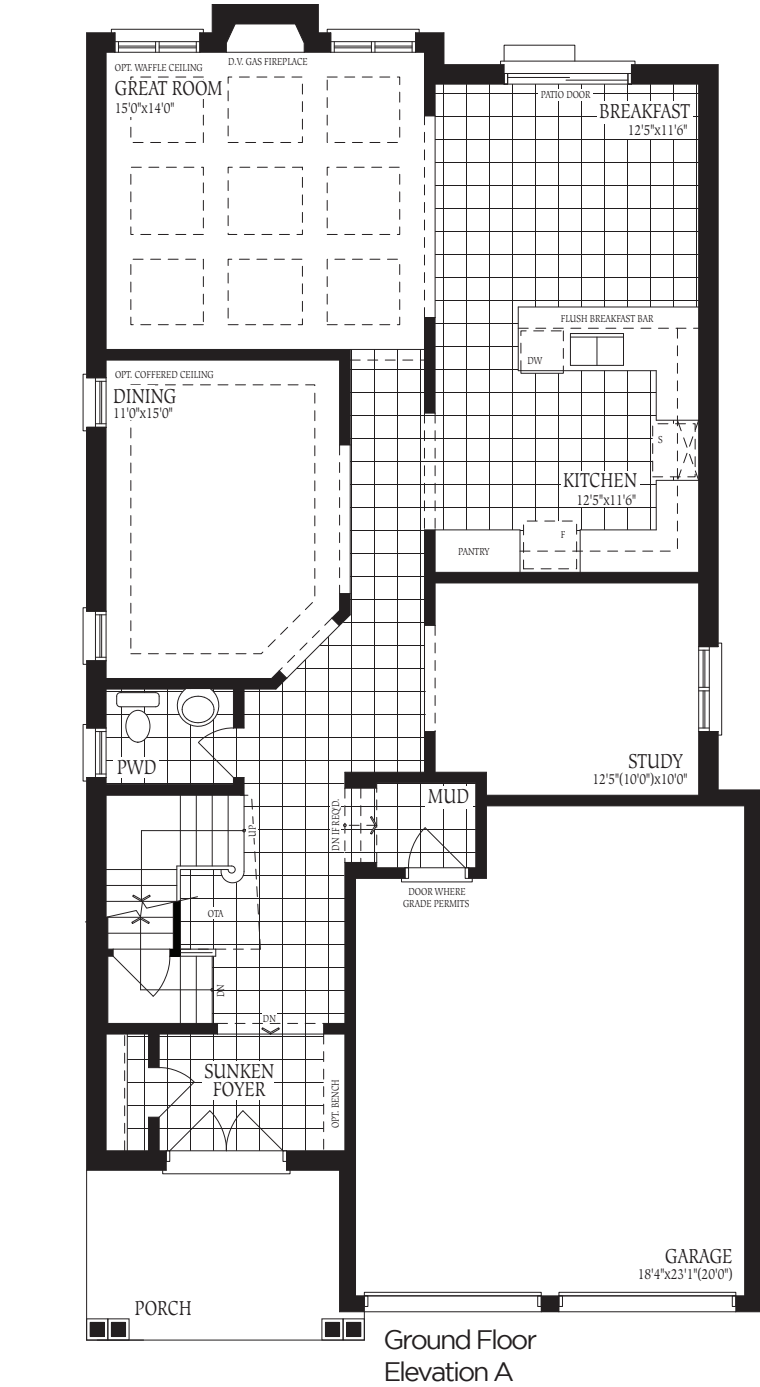 OPT. WAFFLE CEILING
D.V. GAS FIREPLACE
GREAT ROOM
15'0"x14'0"
PATIO DOOR
BREAKFAST
12'5"x11'6"
FLUSH BREAKFAST BAR
DW
OPT. COFFERED CEILING
DINING
11'0"x15'0"
S
KITCHEN
12'5"x11'6"
F
PANTRY
PWD
STUDY
12'5"(10'0")x10'0"
MUD
UP
DN IF REQ'D.
DOOR WHERE
GRADE PERMITS
OTA
DN
DN
SUNKEN
FOYER
OPT. BENCH
GARAGE
18'4"x23'1"(20'0")
PORCH
Ground Floor
Elevation A